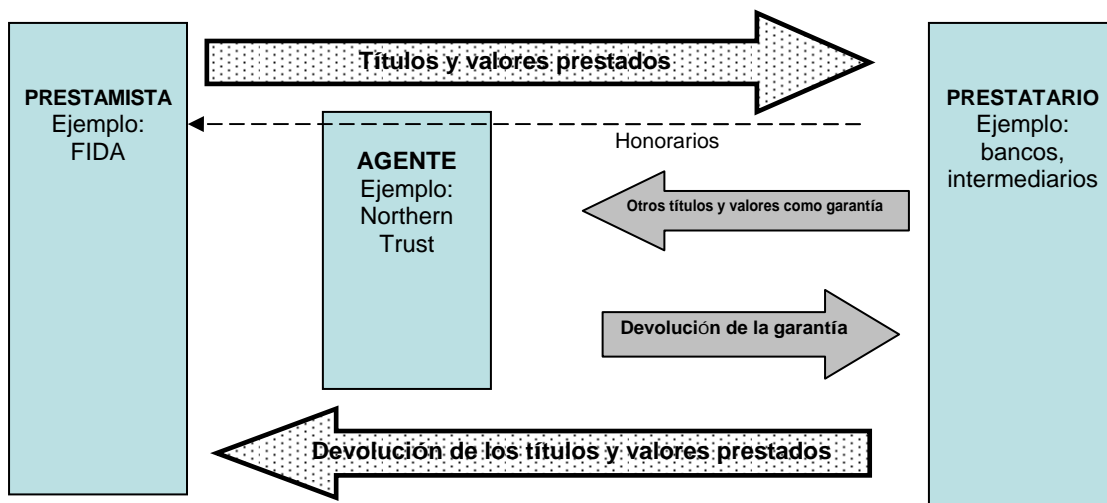 Títulos y valores prestados
PRESTAMISTA
Ejemplo:
FIDA
PRESTATARIO
Ejemplo:
bancos,
intermediarios
Honorarios
AGENTE
Ejemplo:
Northern
Trust
Otros títulos y valores como garantía
Devolución de la garantía
Devolución de los títulos y valores prestados